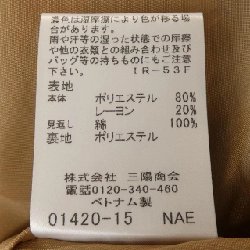 濃色は湿摩擦により色が移る場
合があります。
雨や汗等の湿った状態での摩擦
や他の衣類との組み合わせ及び
バッグ等の持ちものにもご注意
下さい。 IR-53F
表地
本体 ポリエステル 80%
レーヨン 20%
見返し 綿 100%
裏地 ポリエステル
株式会社 三陽商会
電話0120-340-460
ベトナム製
01420-15 NAE